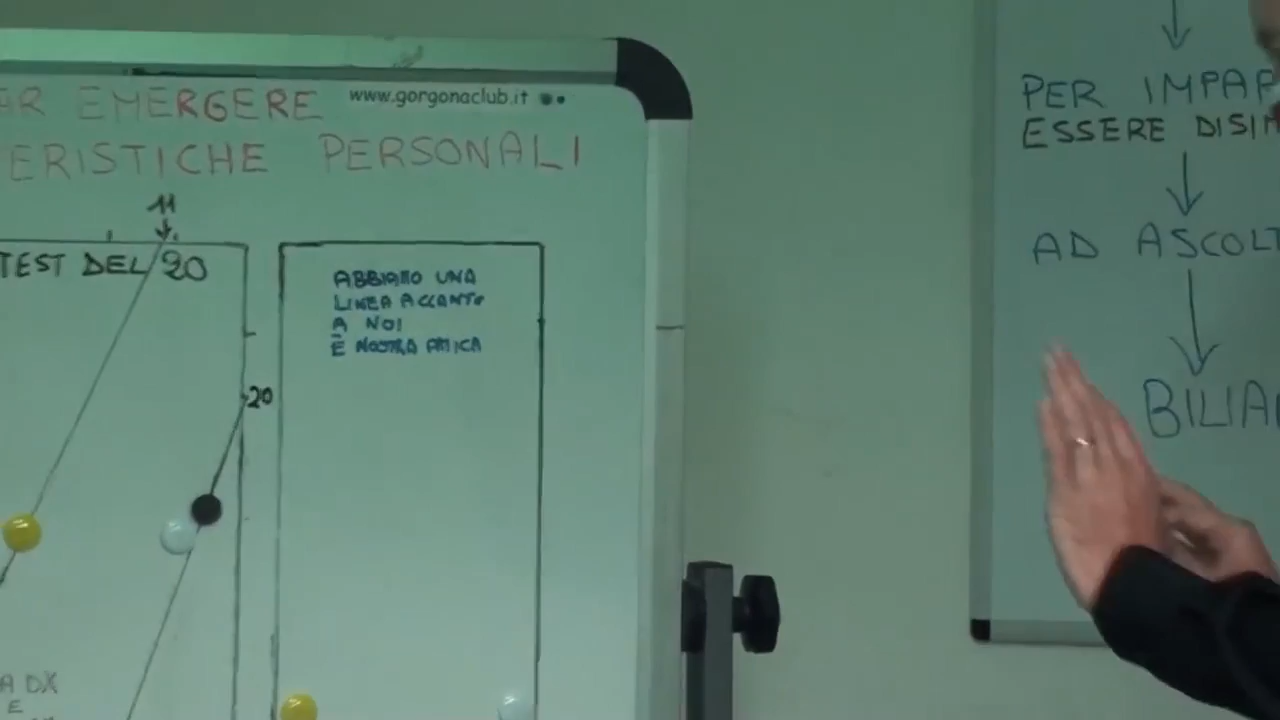 AR EMERGERE
www.gorgonaclub.it
ERISTICHE PERSONALI
11
TEST DEL 20
20
A DX
E
ABBIAMO UNA
LINEA ACCANTO
A NOI
È NOSTRA AMICA
PER IMPAR
ESSERE DISI
AD ASCOLT
BILIA